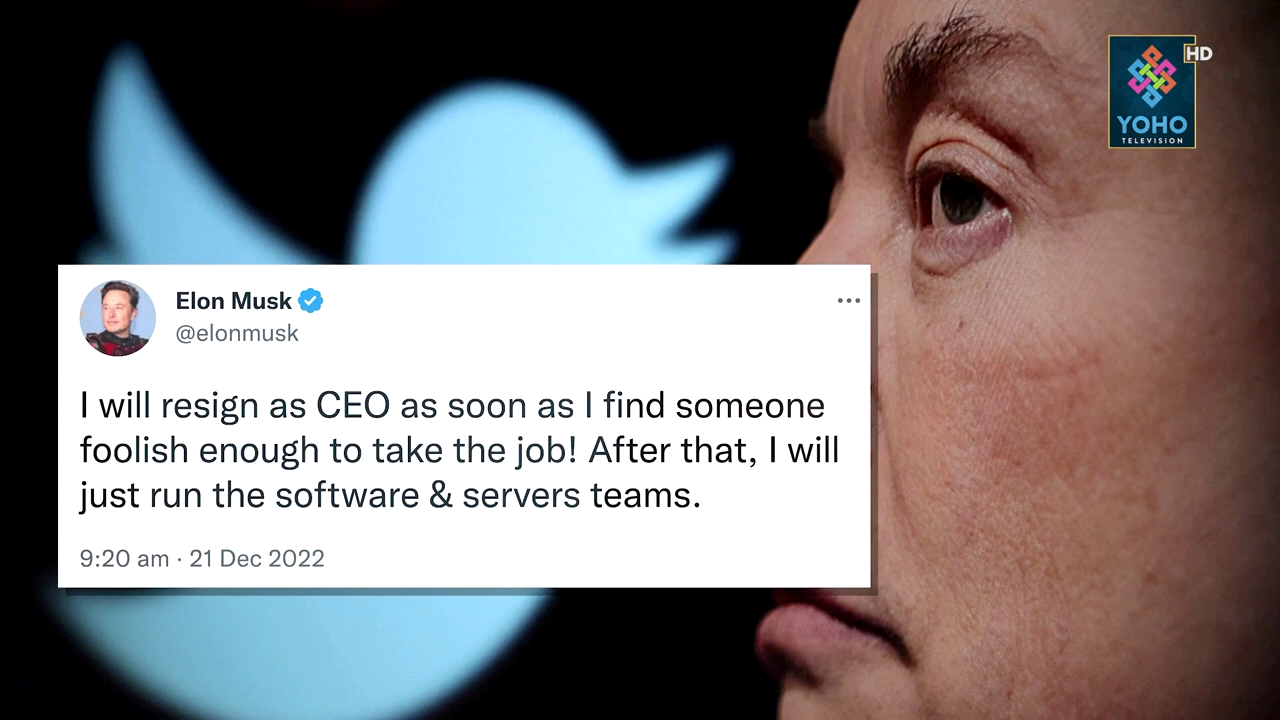 HD
YOHO
TELEVISION
Elon Musk
@elonmusk
I will resign as CEO as soon as I find someone
foolish enough to take the job! After that, I will
just run the software & servers teams.
9:20 am · 21 Dec 2022